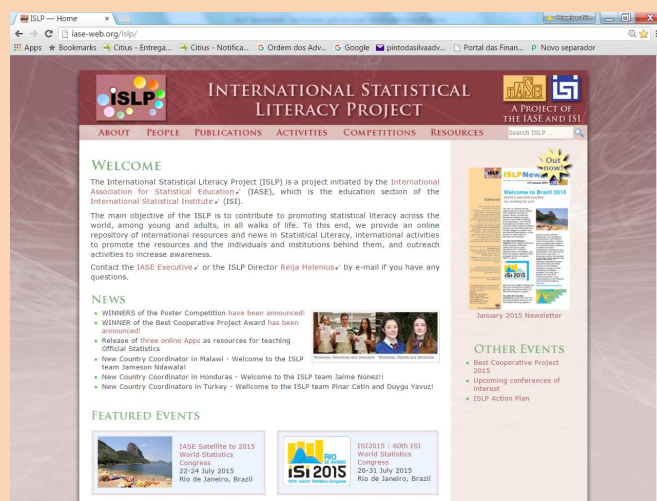 ISLP — Home
iase-web.org/islp/
Apps Bookmarks Citius - Entrega... Citius - Notifica... Ordem dos Adv... Google pintodasilvaadv... Portal das Finan... Novo separador
ISLP
INTERNATIONAL STATISTICAL
LITERACY PROJECT
A PROJECT OF
THE IASE AND ISI
ABOUT PEOPLE PUBLICATIONS ACTIVITIES COMPETITIONS RESOURCES Search ISLP ...
WELCOME
The International Statistical Literacy Project (ISLP) is a project initiated by the International
Association for Statistical Education (IASE), which is the education section of the
International Statistical Institute (ISI).
The main objective of the ISLP is to contribute to promoting statistical literacy across the
world, among young and adults, in all walks of life. To this end, we provide an online
repository of international resources and news in Statistical Literacy, international activities
to promote the resources and the individuals and institutions behind them, and outreach
activities to increase awareness.
Contact the IASE Executive or the ISLP Director Reija Helenius by e-mail if you have any
questions.
NEWS
WINNERS of the Poster Competition have been announced!
WINNER of the Best Cooperative Project Award has been
announced!
Release of three online Apps as resources for teaching
Official Statistics
New Country Coordinator in Malawi - Welcome to the ISLP
team Jameson Ndawala!
New Country Coordinator in Honduras - Welcome to the ISLP team Jaime Núnez!!
New Country Coordinators in Turkey - Wellcome to the ISLP team Pinar Cetin and Duygu Yavuz!
FEATURED EVENTS
IASE Satellite to 2015
World Statistics
Congress
22-24 July 2015
Rio de Janeiro, Brazil
RIO
isi 2015
ISI2015 : 60th ISI
World Statistics
Congress
26-31 July 2015
Rio de Janeiro, Brazil
Out
now!
ISLPNew
Welcome to Brazil 2015
isi 2015
January 2015 Newsletter
OTHER EVENTS
Best Cooperative Project
2015
Upcoming conferences of
interest
ISLP Action Plan